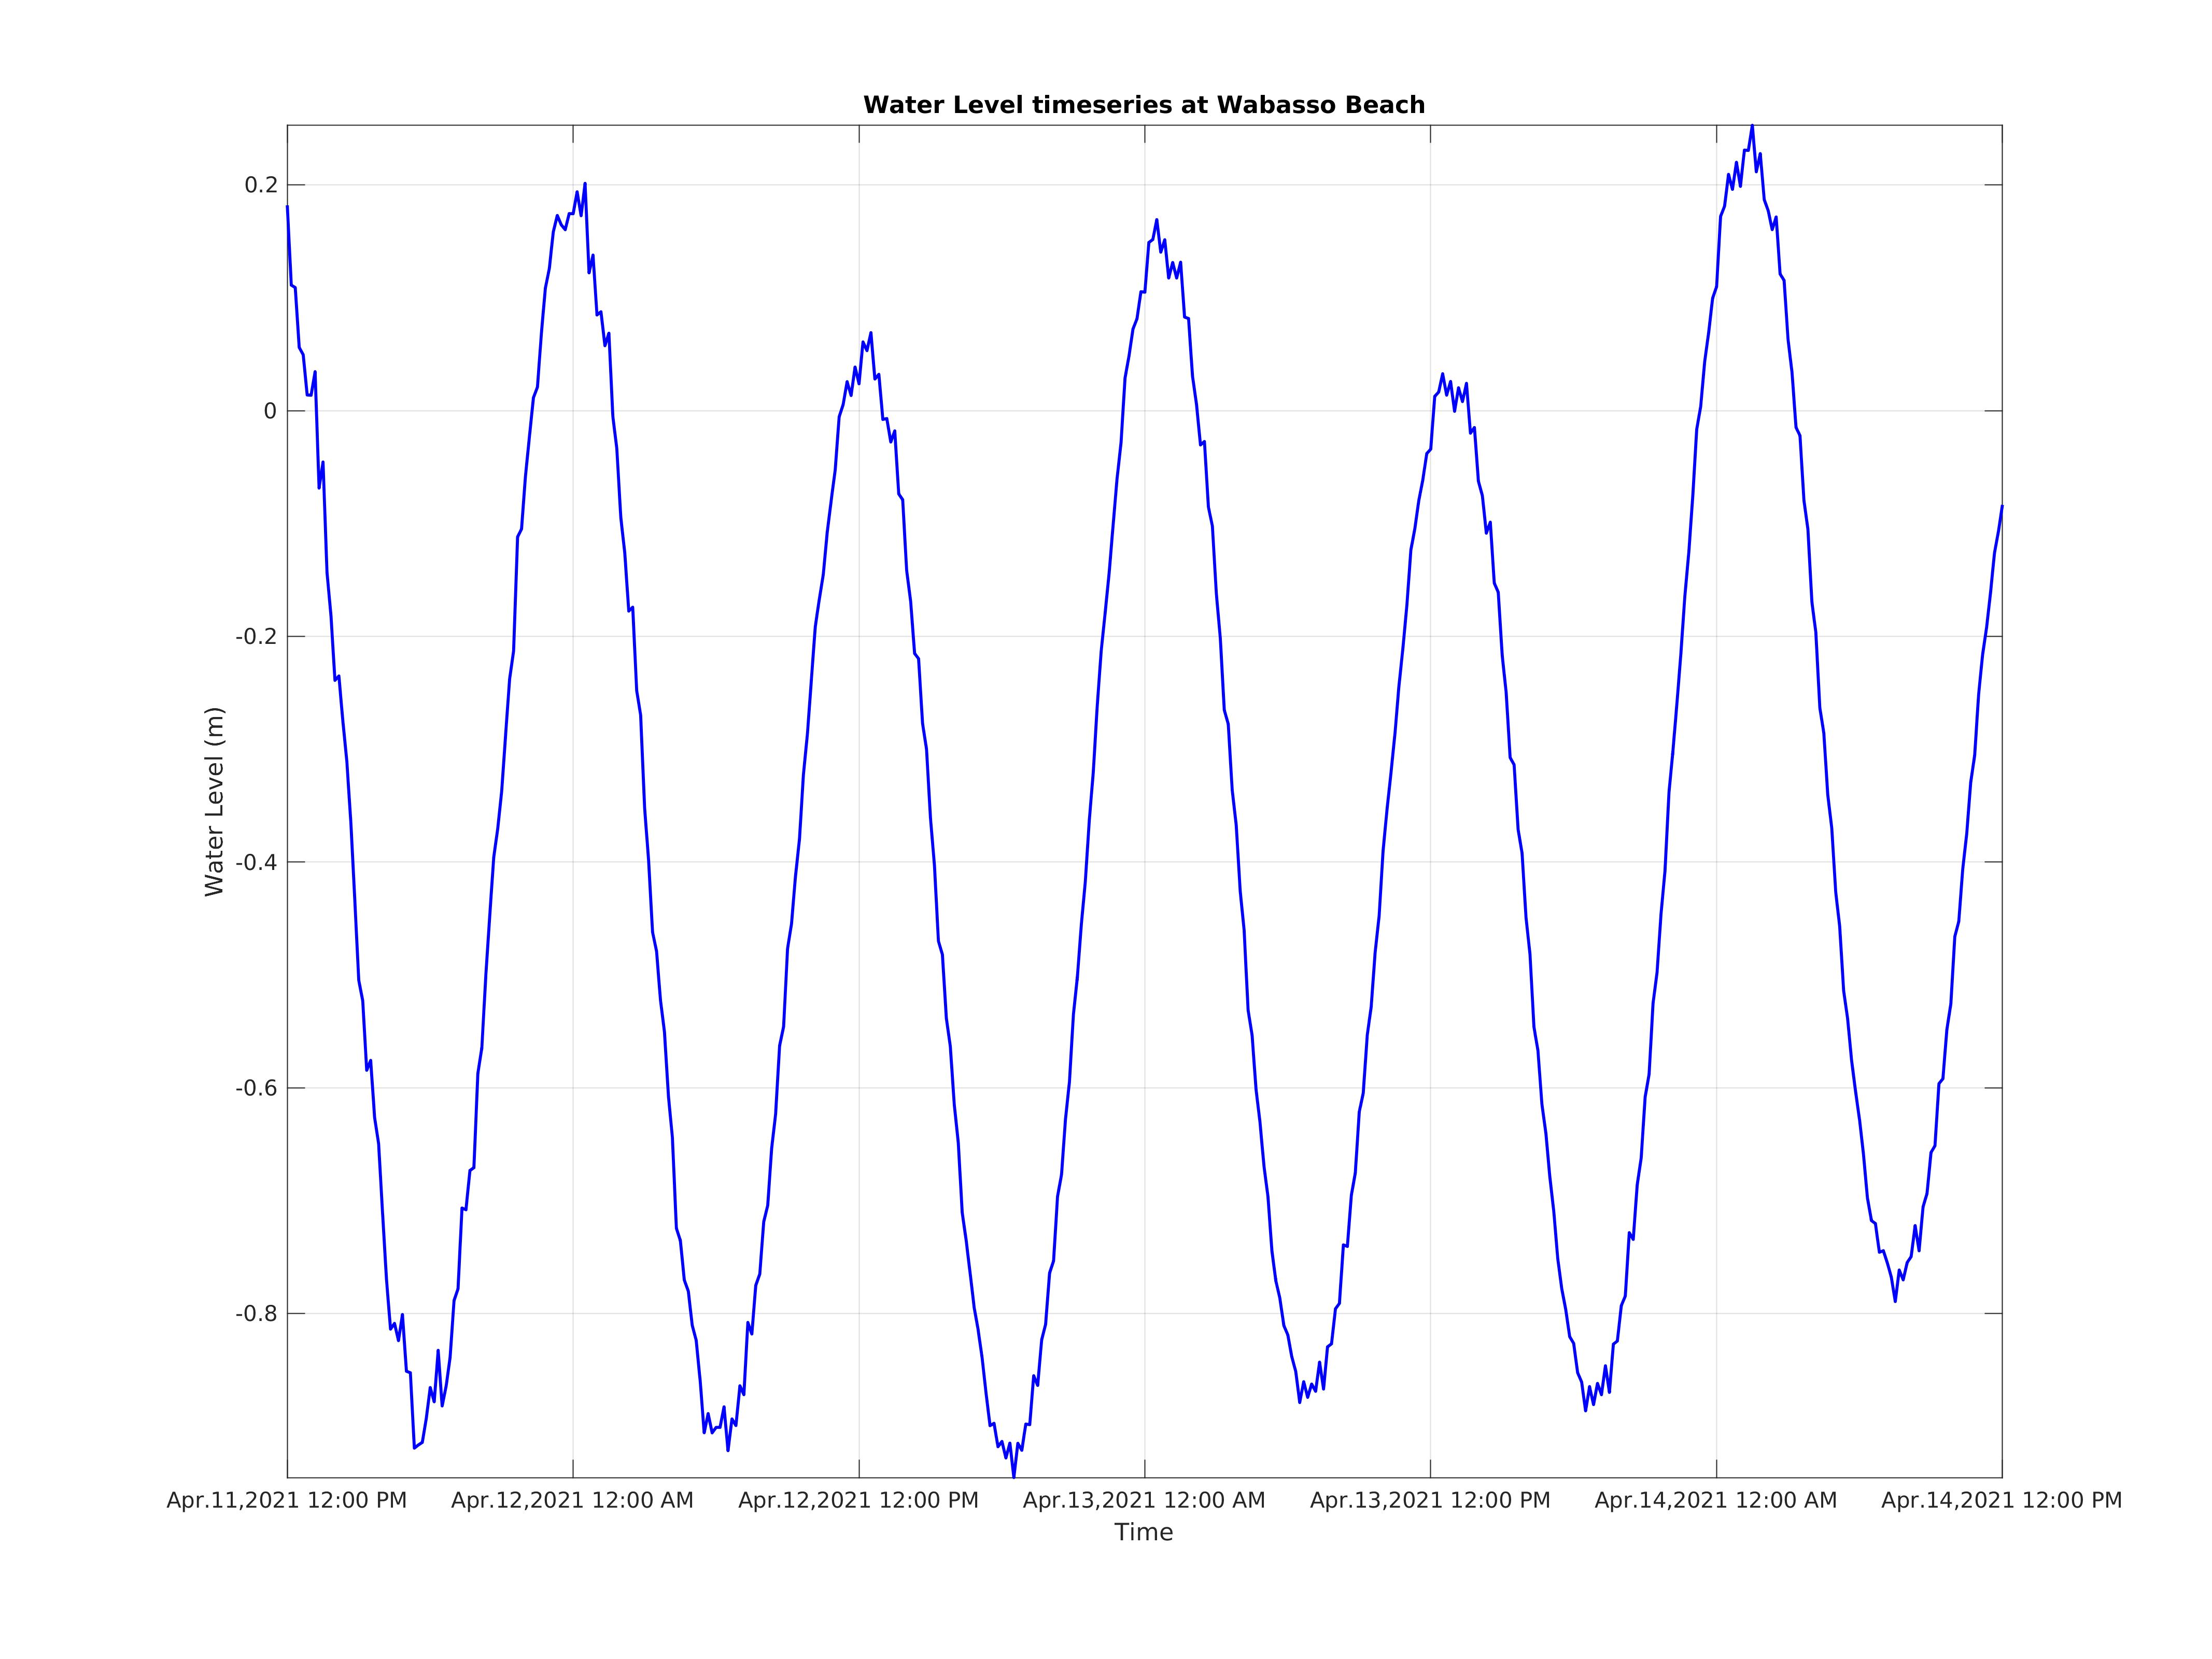 Water Level timeseries at Wabasso Beach
0.2
0
-0.2
-0.4
-0.6
-0.8
Water Level (m)
Apr.11,2021 12:00 PM Apr.12,2021 12:00 AM Apr.12,2021 12:00 PM Apr.13,2021 12:00 AM Apr.13,2021 12:00 PM Apr.14,2021 12:00 AM Apr.14,2021 12:00 PM
Time